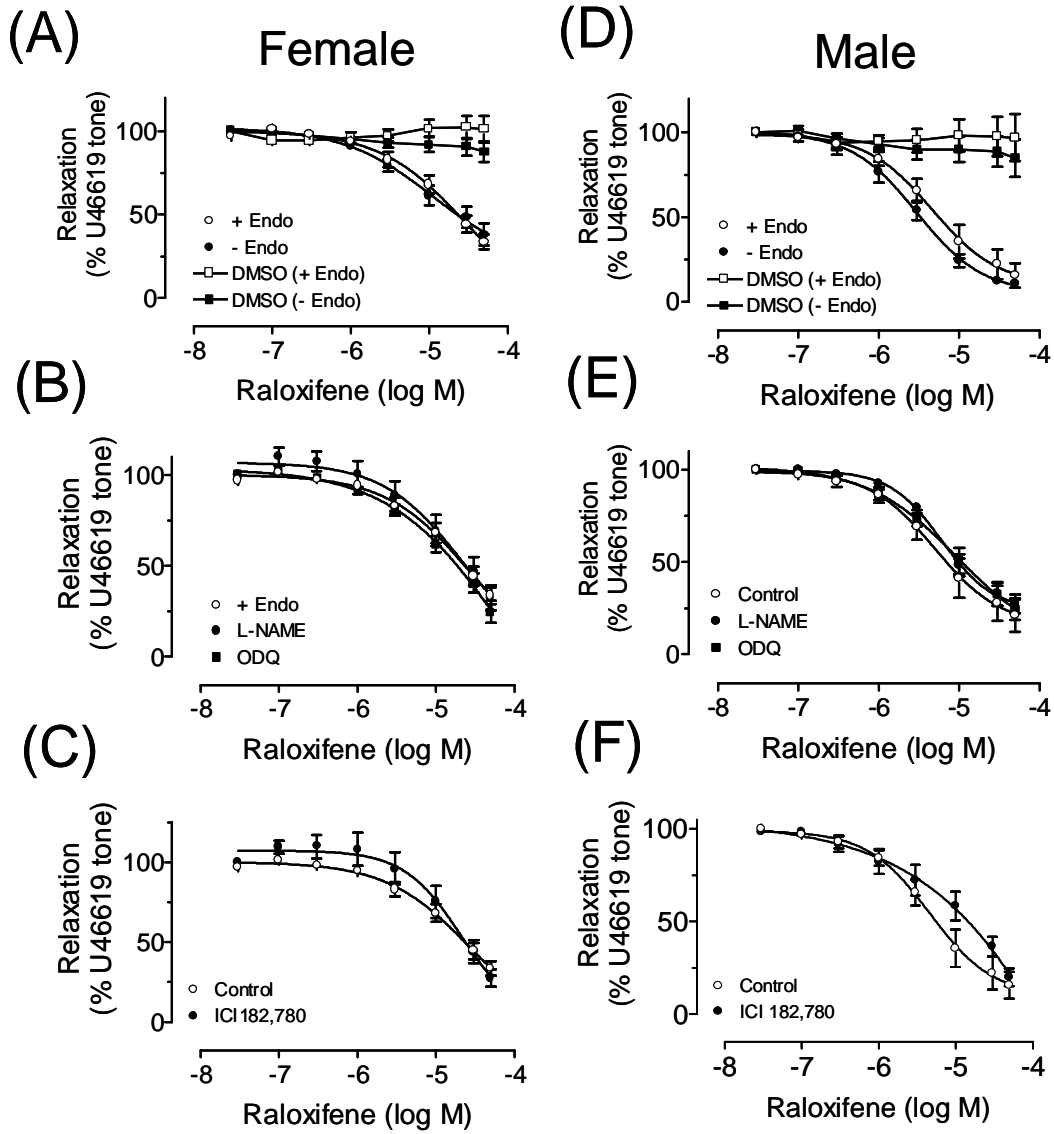 (A)
Female
Relaxation
(% U46619 tone)
100
50
0
+ Endo
- Endo
DMSO (+ Endo)
DMSO (- Endo)
-8 -7 -6 -5 -4
Raloxifene (log M)
(D)
Male
Relaxation
(% U46619 tone)
100
50
0
+ Endo
- Endo
DMSO (+ Endo)
DMSO (- Endo)
-8 -7 -6 -5 -4
Raloxifene (log M)
(B)
Relaxation
(% U46619 tone)
100
50
0
+ Endo
L-NAME
ODQ
-8 -7 -6 -5 -4
Raloxifene (log M)
(E)
Relaxation
(% U46619 tone)
100
50
0
Control
L-NAME
ODQ
-8 -7 -6 -5 -4
Raloxifene (log M)
(C)
Relaxation
(% U46619 tone)
100
50
0
Control
ICI 182,780
-8 -7 -6 -5 -4
Raloxifene (log M)
(F)
Relaxation
(% U46619 tone)
100
50
0
Control
ICI 182,780
-8 -7 -6 -5 -4
Raloxifene (log M)